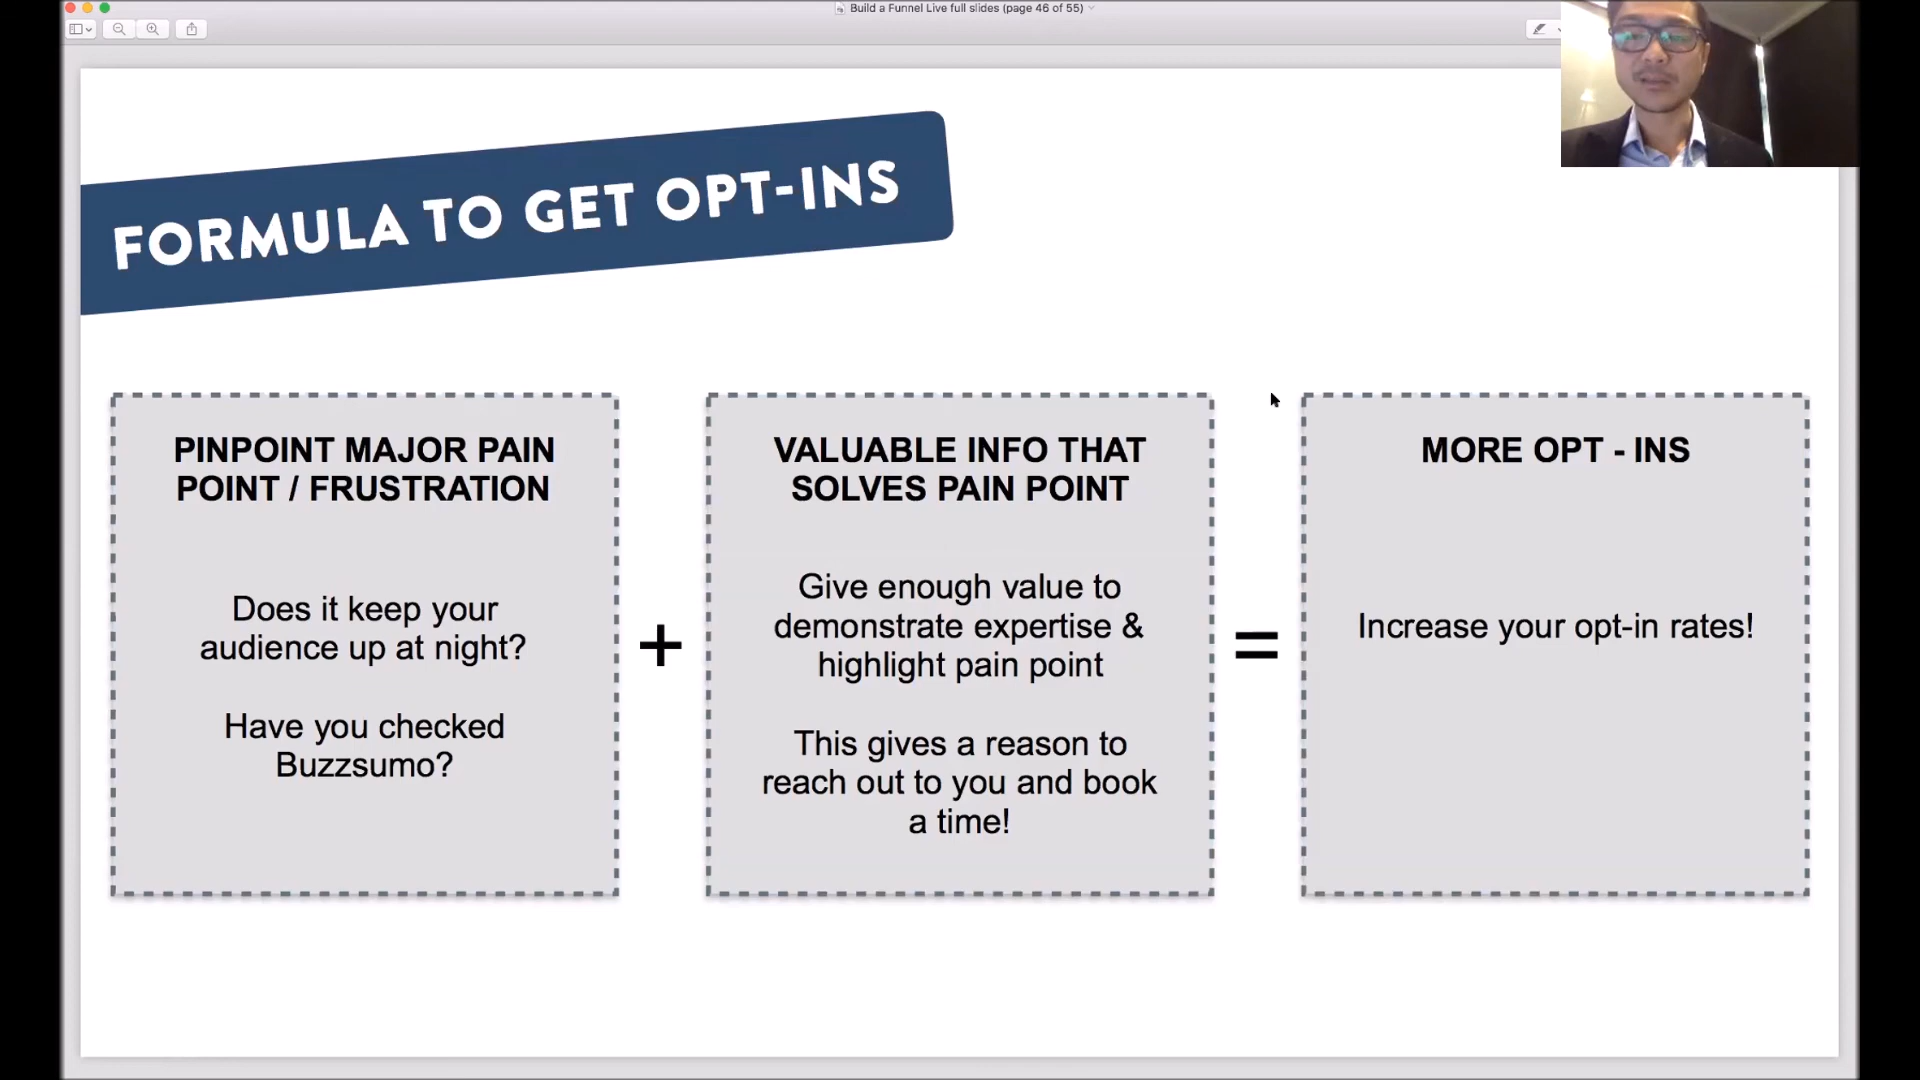 Build a Funnel Live full slides (page 46 of 55)
FORMULA TO GET OPT-INS
PINPOINT MAJOR PAIN
POINT / FRUSTRATION
Does it keep your
audience up at night?
Have you checked
Buzzsumo?
+
VALUABLE INFO THAT
SOLVES PAIN POINT
Give enough value to
demonstrate expertise &
highlight pain point
This gives a reason to
reach out to you and book
a time!
=
MORE OPT - INS
Increase your opt-in rates!